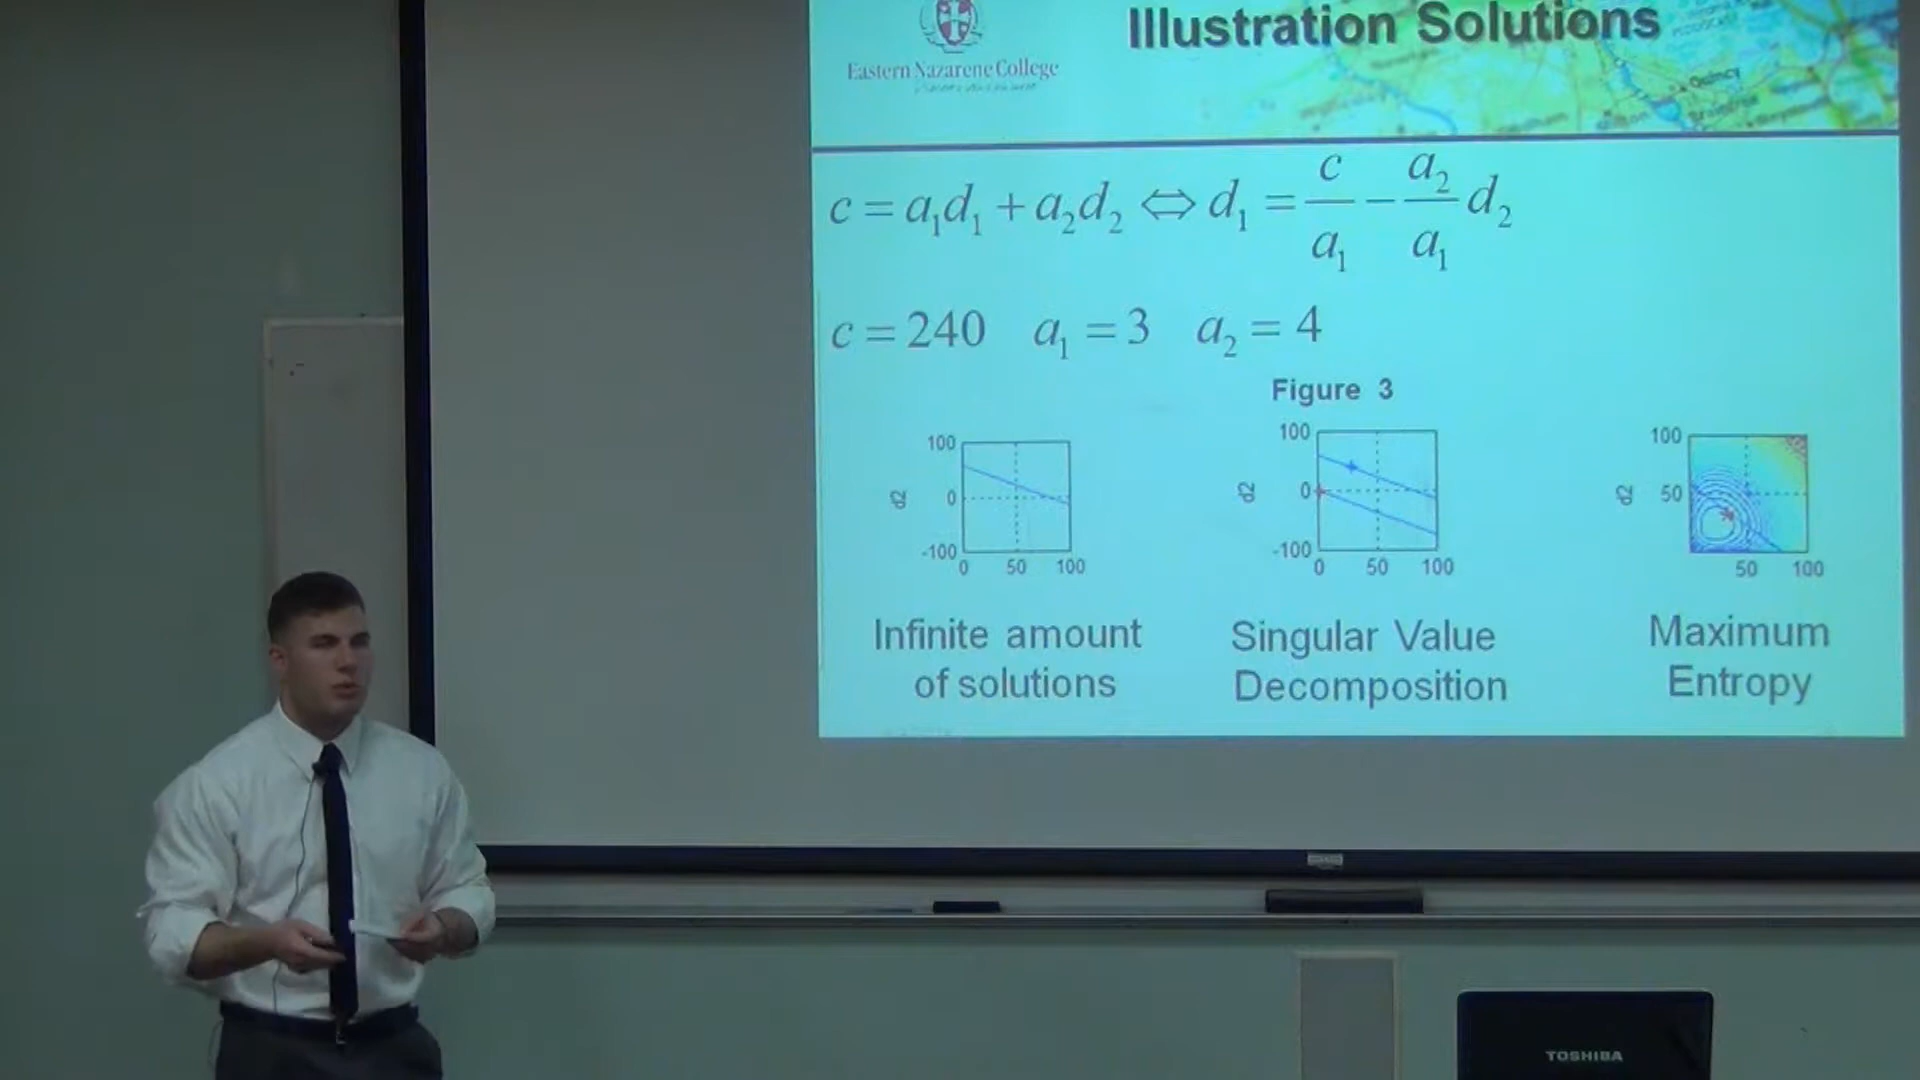 Illustration Solutions
Eastern Nazarene College
Quincy
c = a₁d₁ + a₂d₂ ⇔ d₁ = c/a₁ − a₂/a₁ d₂
c = 240 a₁ = 3 a₂ = 4
Figure 3
100
0
-100
d2
0 50 100
100
0
-100
d2
0 50 100
100
50
d2
50 100
Infinite amount
of solutions
Singular Value
Decomposition
Maximum
Entropy
TOSHIBA